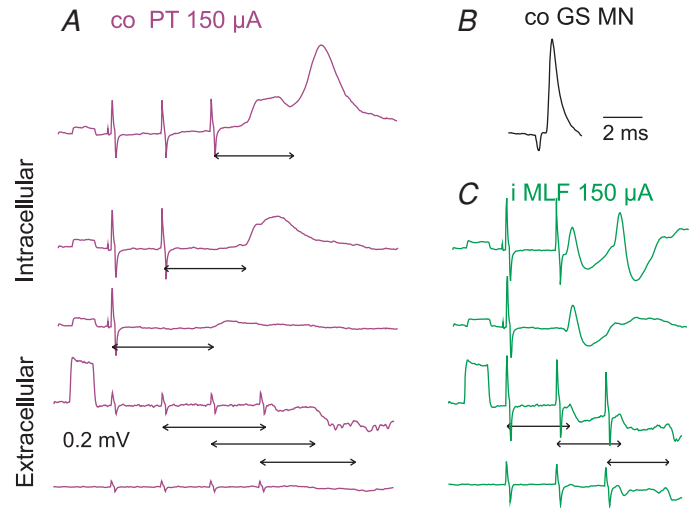 A co PT 150 µA
B co GS MN
2 ms
C i MLF 150 µA
Intracellular
Extracellular
0.2 mV